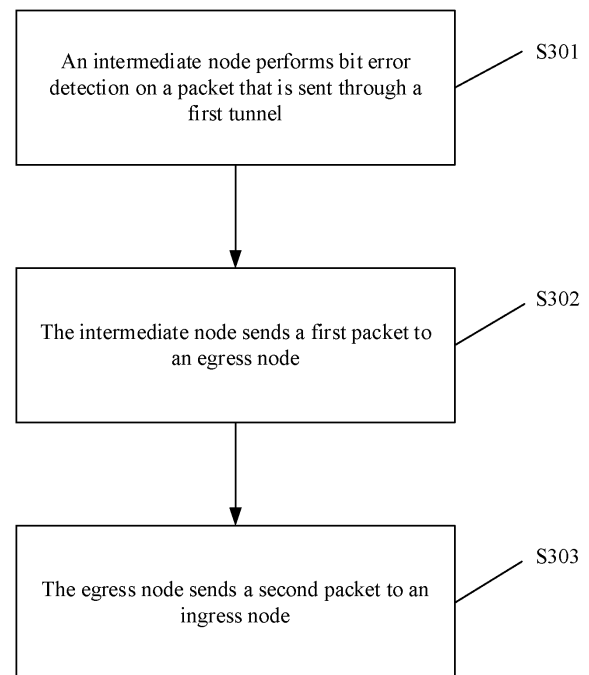 An intermediate node performs bit error
detection on a packet that is sent through a
first tunnel
S301
The intermediate node sends a first packet to
an egress node
S302
The egress node sends a second packet to an
ingress node
S303